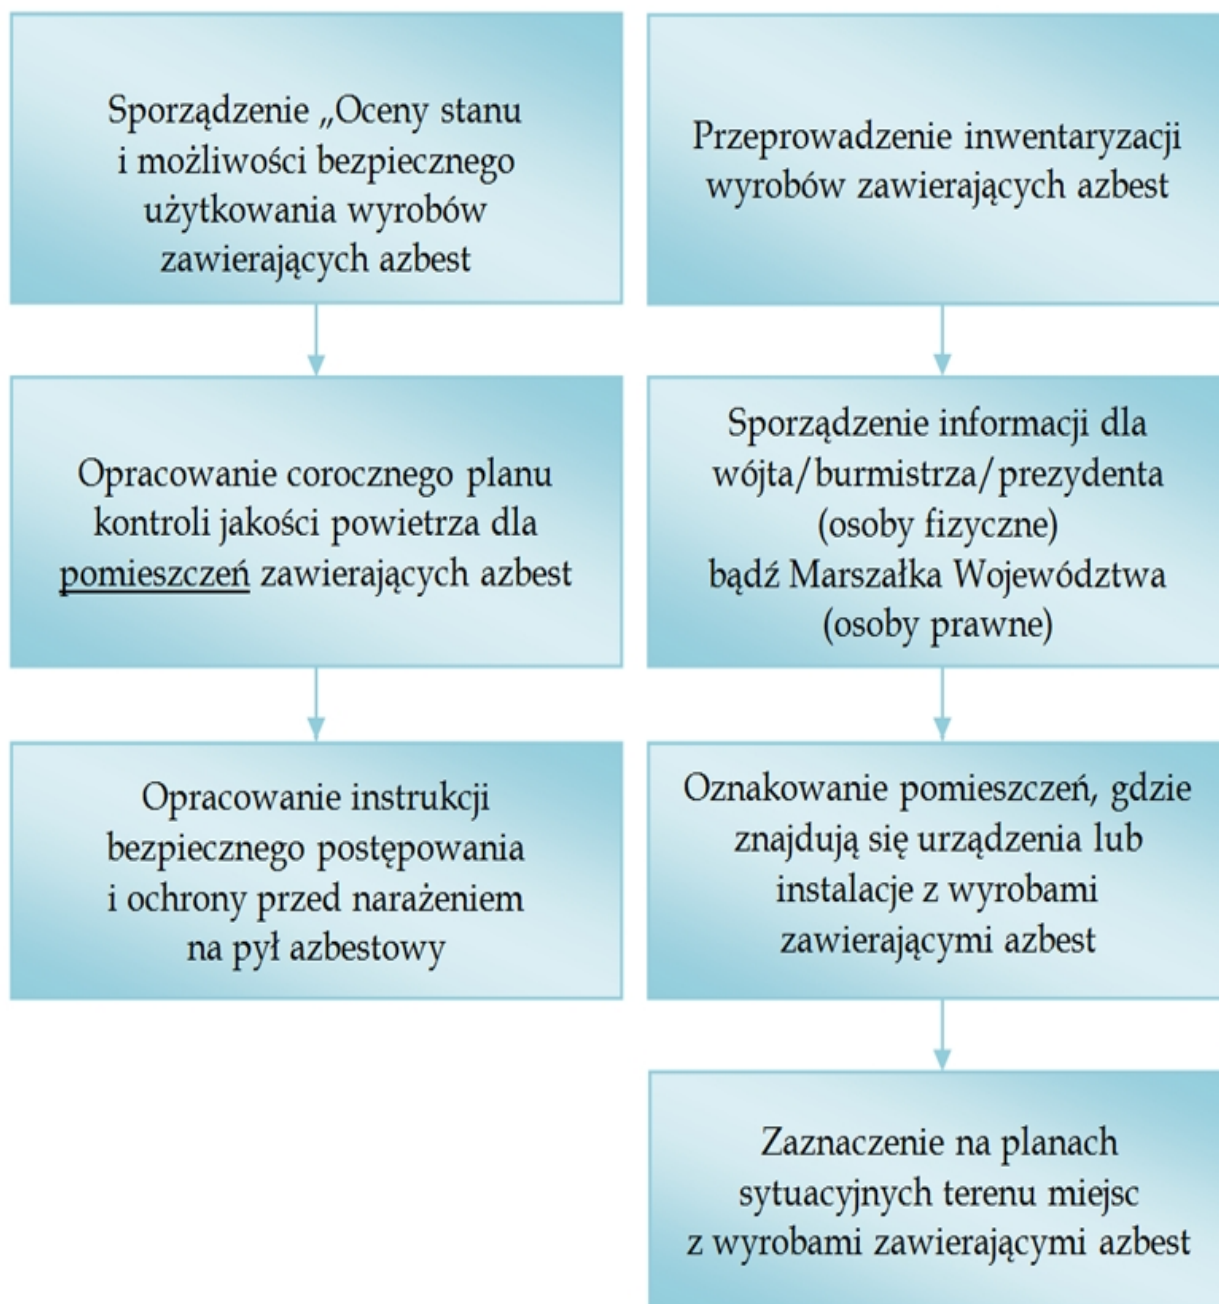 Sporządzenie „Oceny stanu
i możliwości bezpiecznego
użytkowania wyrobów
zawierających azbest
Opracowanie corocznego planu
kontroli jakości powietrza dla
pomieszczeń zawierających azbest
Opracowanie instrukcji
bezpiecznego postępowania
i ochrony przed narażeniem
na pył azbestowy
Przeprowadzenie inwentaryzacji
wyrobów zawierających azbest
Sporządzenie informacji dla
wójta/burmistrza/prezydenta
(osoby fizyczne)
bądź Marszałka Województwa
(osoby prawne)
Oznakowanie pomieszczeń, gdzie
znajdują się urządzenia lub
instalacje z wyrobami
zawierającymi azbest
Zaznaczenie na planach
sytuacyjnych terenu miejsc
z wyrobami zawierającymi azbest